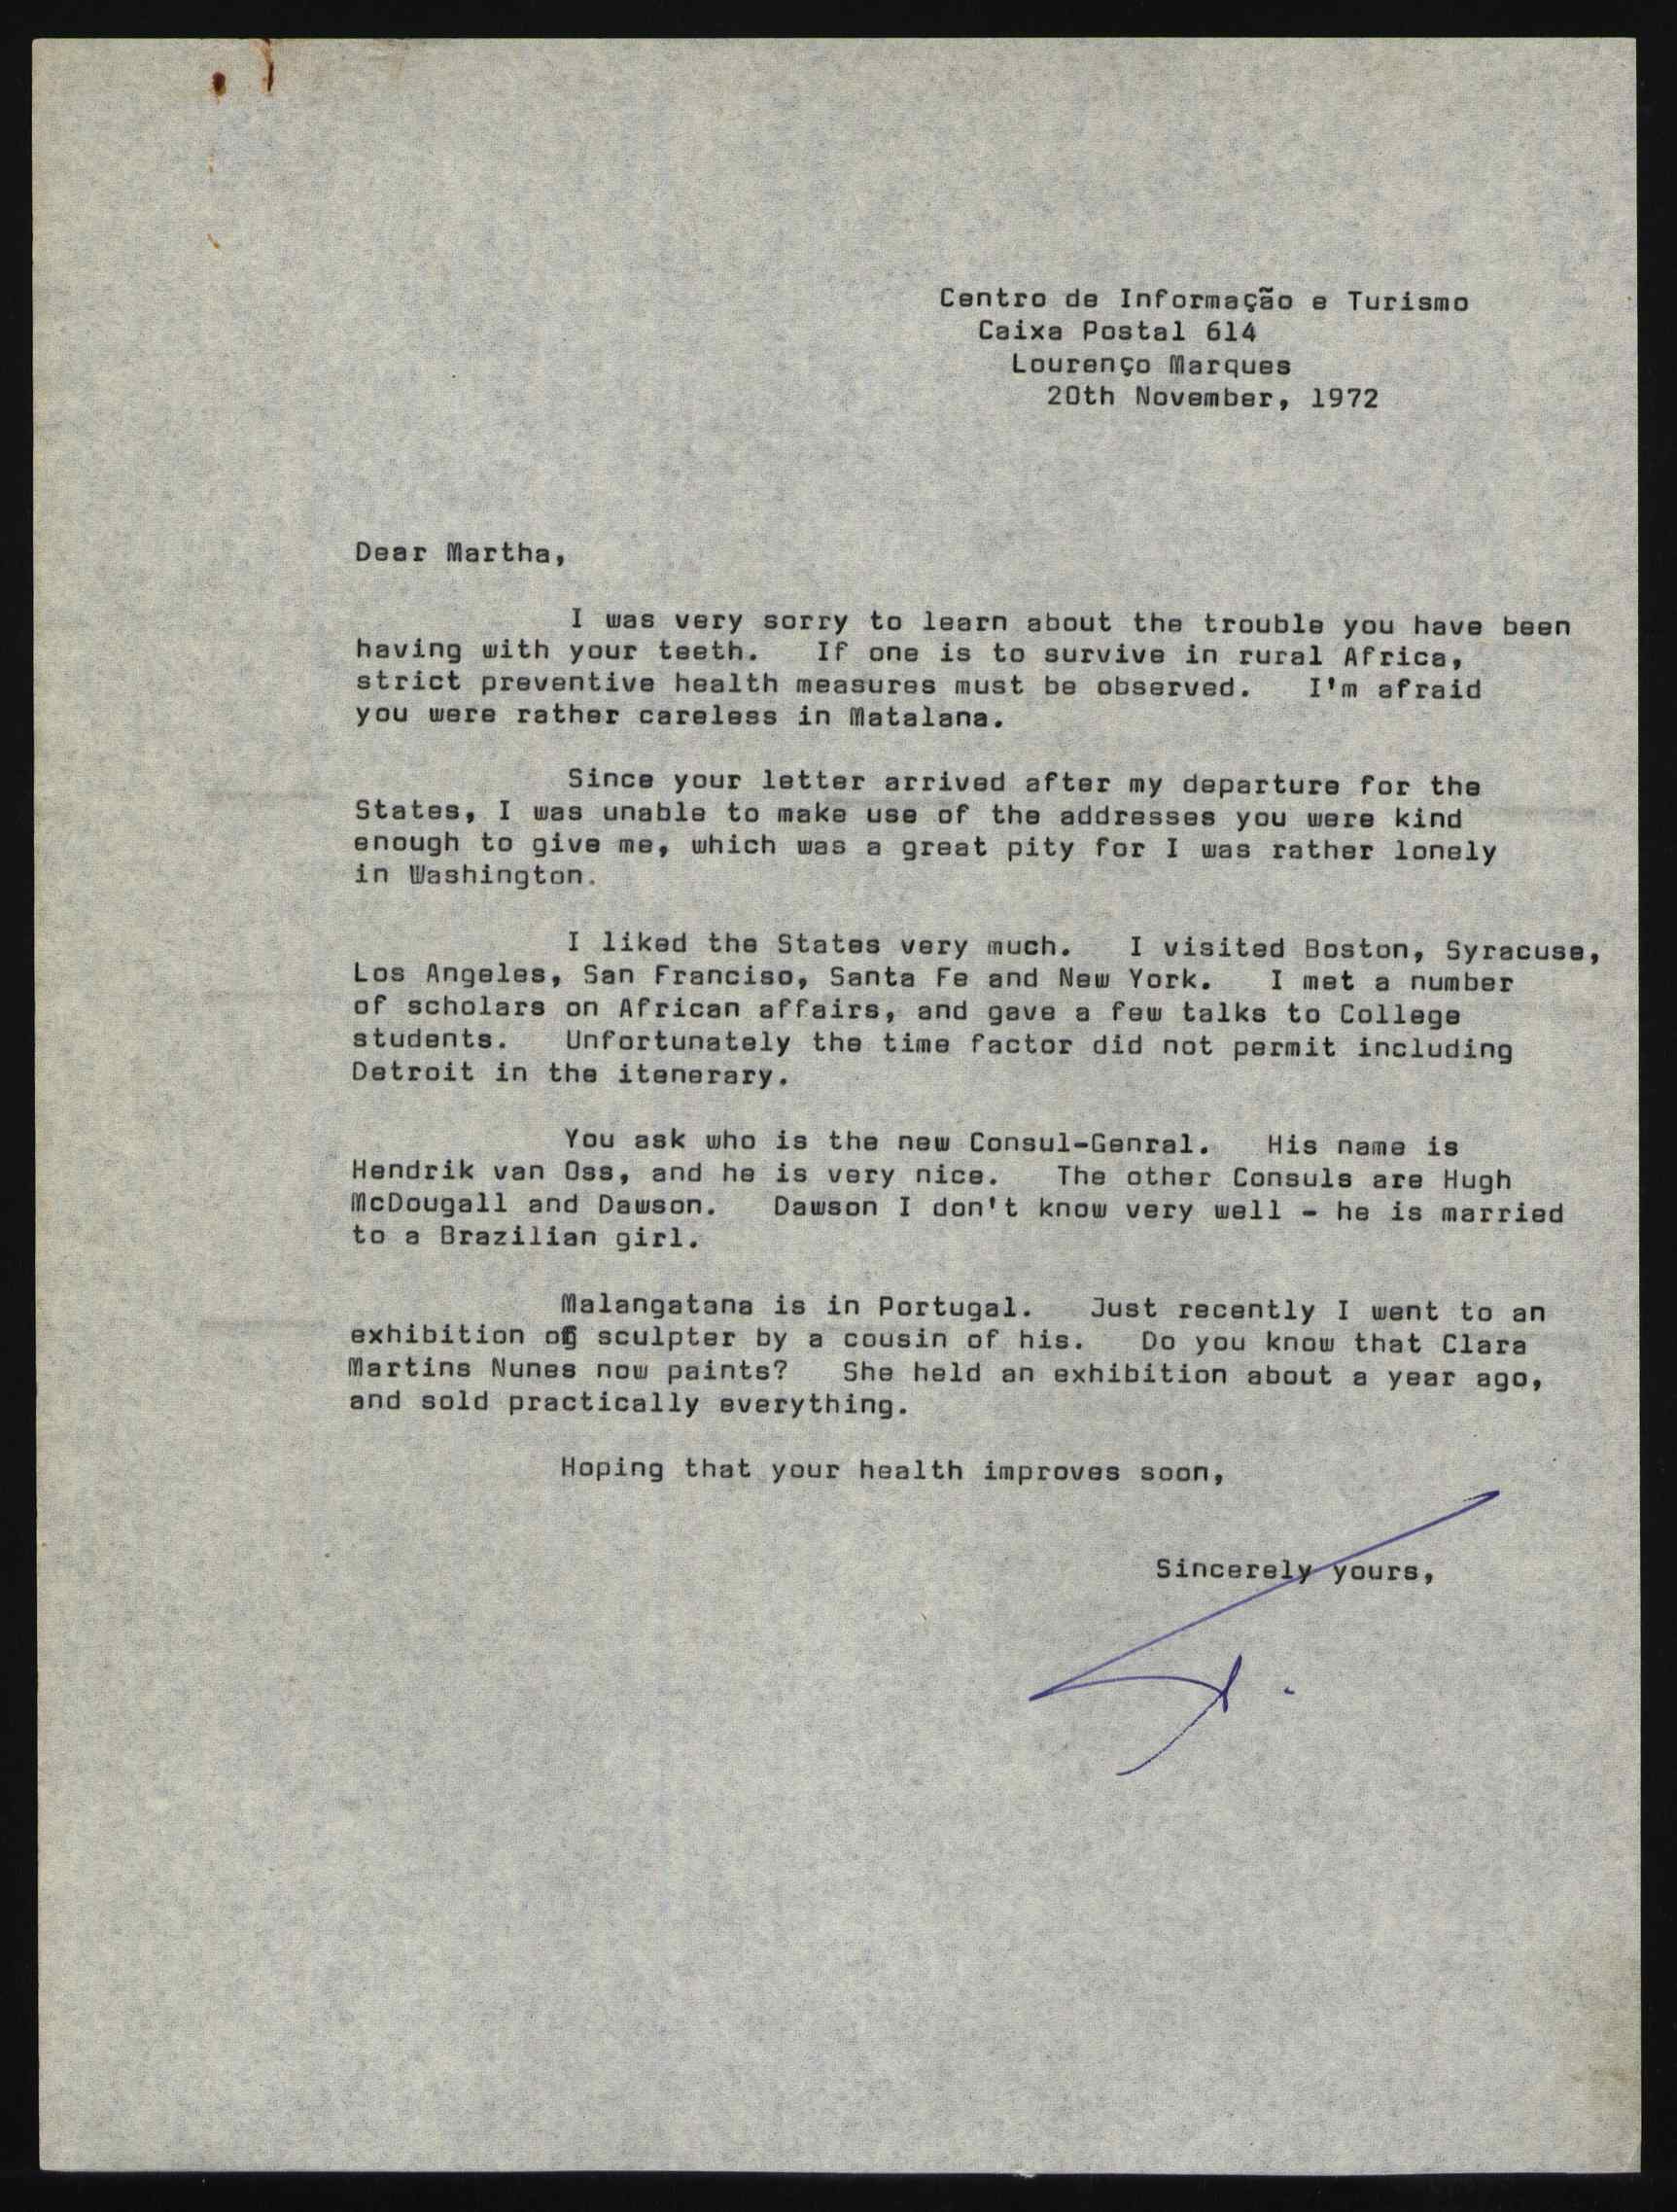 Centro de Informação e Turismo
Caixa Postal 614
Lourenço Marques
20th November, 1972
Dear Martha,
I was very sorry to learn about the trouble you have been
having with your teeth. If one is to survive in rural Africa,
strict preventive health measures must be observed. I'm afraid
you were rather careless in Matalana.
Since your letter arrived after my departure for the
States, I was unable to make use of the addresses you were kind
enough to give me, which was a great pity for I was rather lonely
in Washington.
I liked the States very much. I visited Boston, Syracuse,
Los Angeles, San Franciso, Santa Fe and New York. I met a number
of scholars on African affairs, and gave a few talks to College
students. Unfortunately the time factor did not permit including
Detroit in the itenerary.
You ask who is the new Consul-Genral. His name is
Hendrik van Oss, and he is very nice. The other Consuls are Hugh
McDougall and Dawson. Dawson I don't know very well - he is married
to a Brazilian girl.
Malangatana is in Portugal. Just recently I went to an
exhibition of sculpter by a cousin of his. Do you know that Clara
Martins Nunes now paints? She held an exhibition about a year ago,
and sold practically everything.
Hoping that your health improves soon,
Sincerely yours,